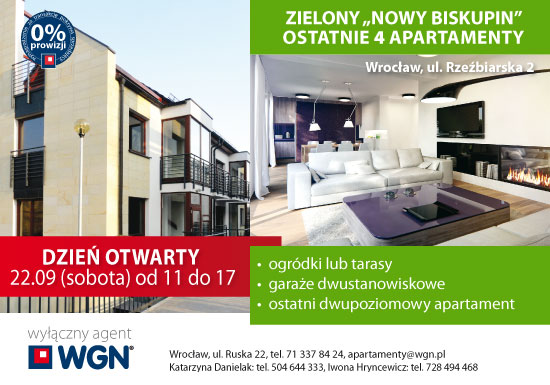 0%
prowizji
ZIELONY „NOWY BISKUPIN”
OSTATNIE 4 APARTAMENTY
Wrocław, ul. Rzeźbiarska 2
DZIEŃ OTWARTY
22.09 (sobota) od 11 do 17
• ogródki lub tarasy
• garaże dwustanowiskowe
• ostatni dwupoziomowy apartament
wyłączny agent
WGN®
Wrocław, ul. Ruska 22, tel. 71 337 84 24, apartamenty@wgn.pl
Katarzyna Danielak: tel. 504 644 333, Iwona Hryncewicz: tel. 728 494 468